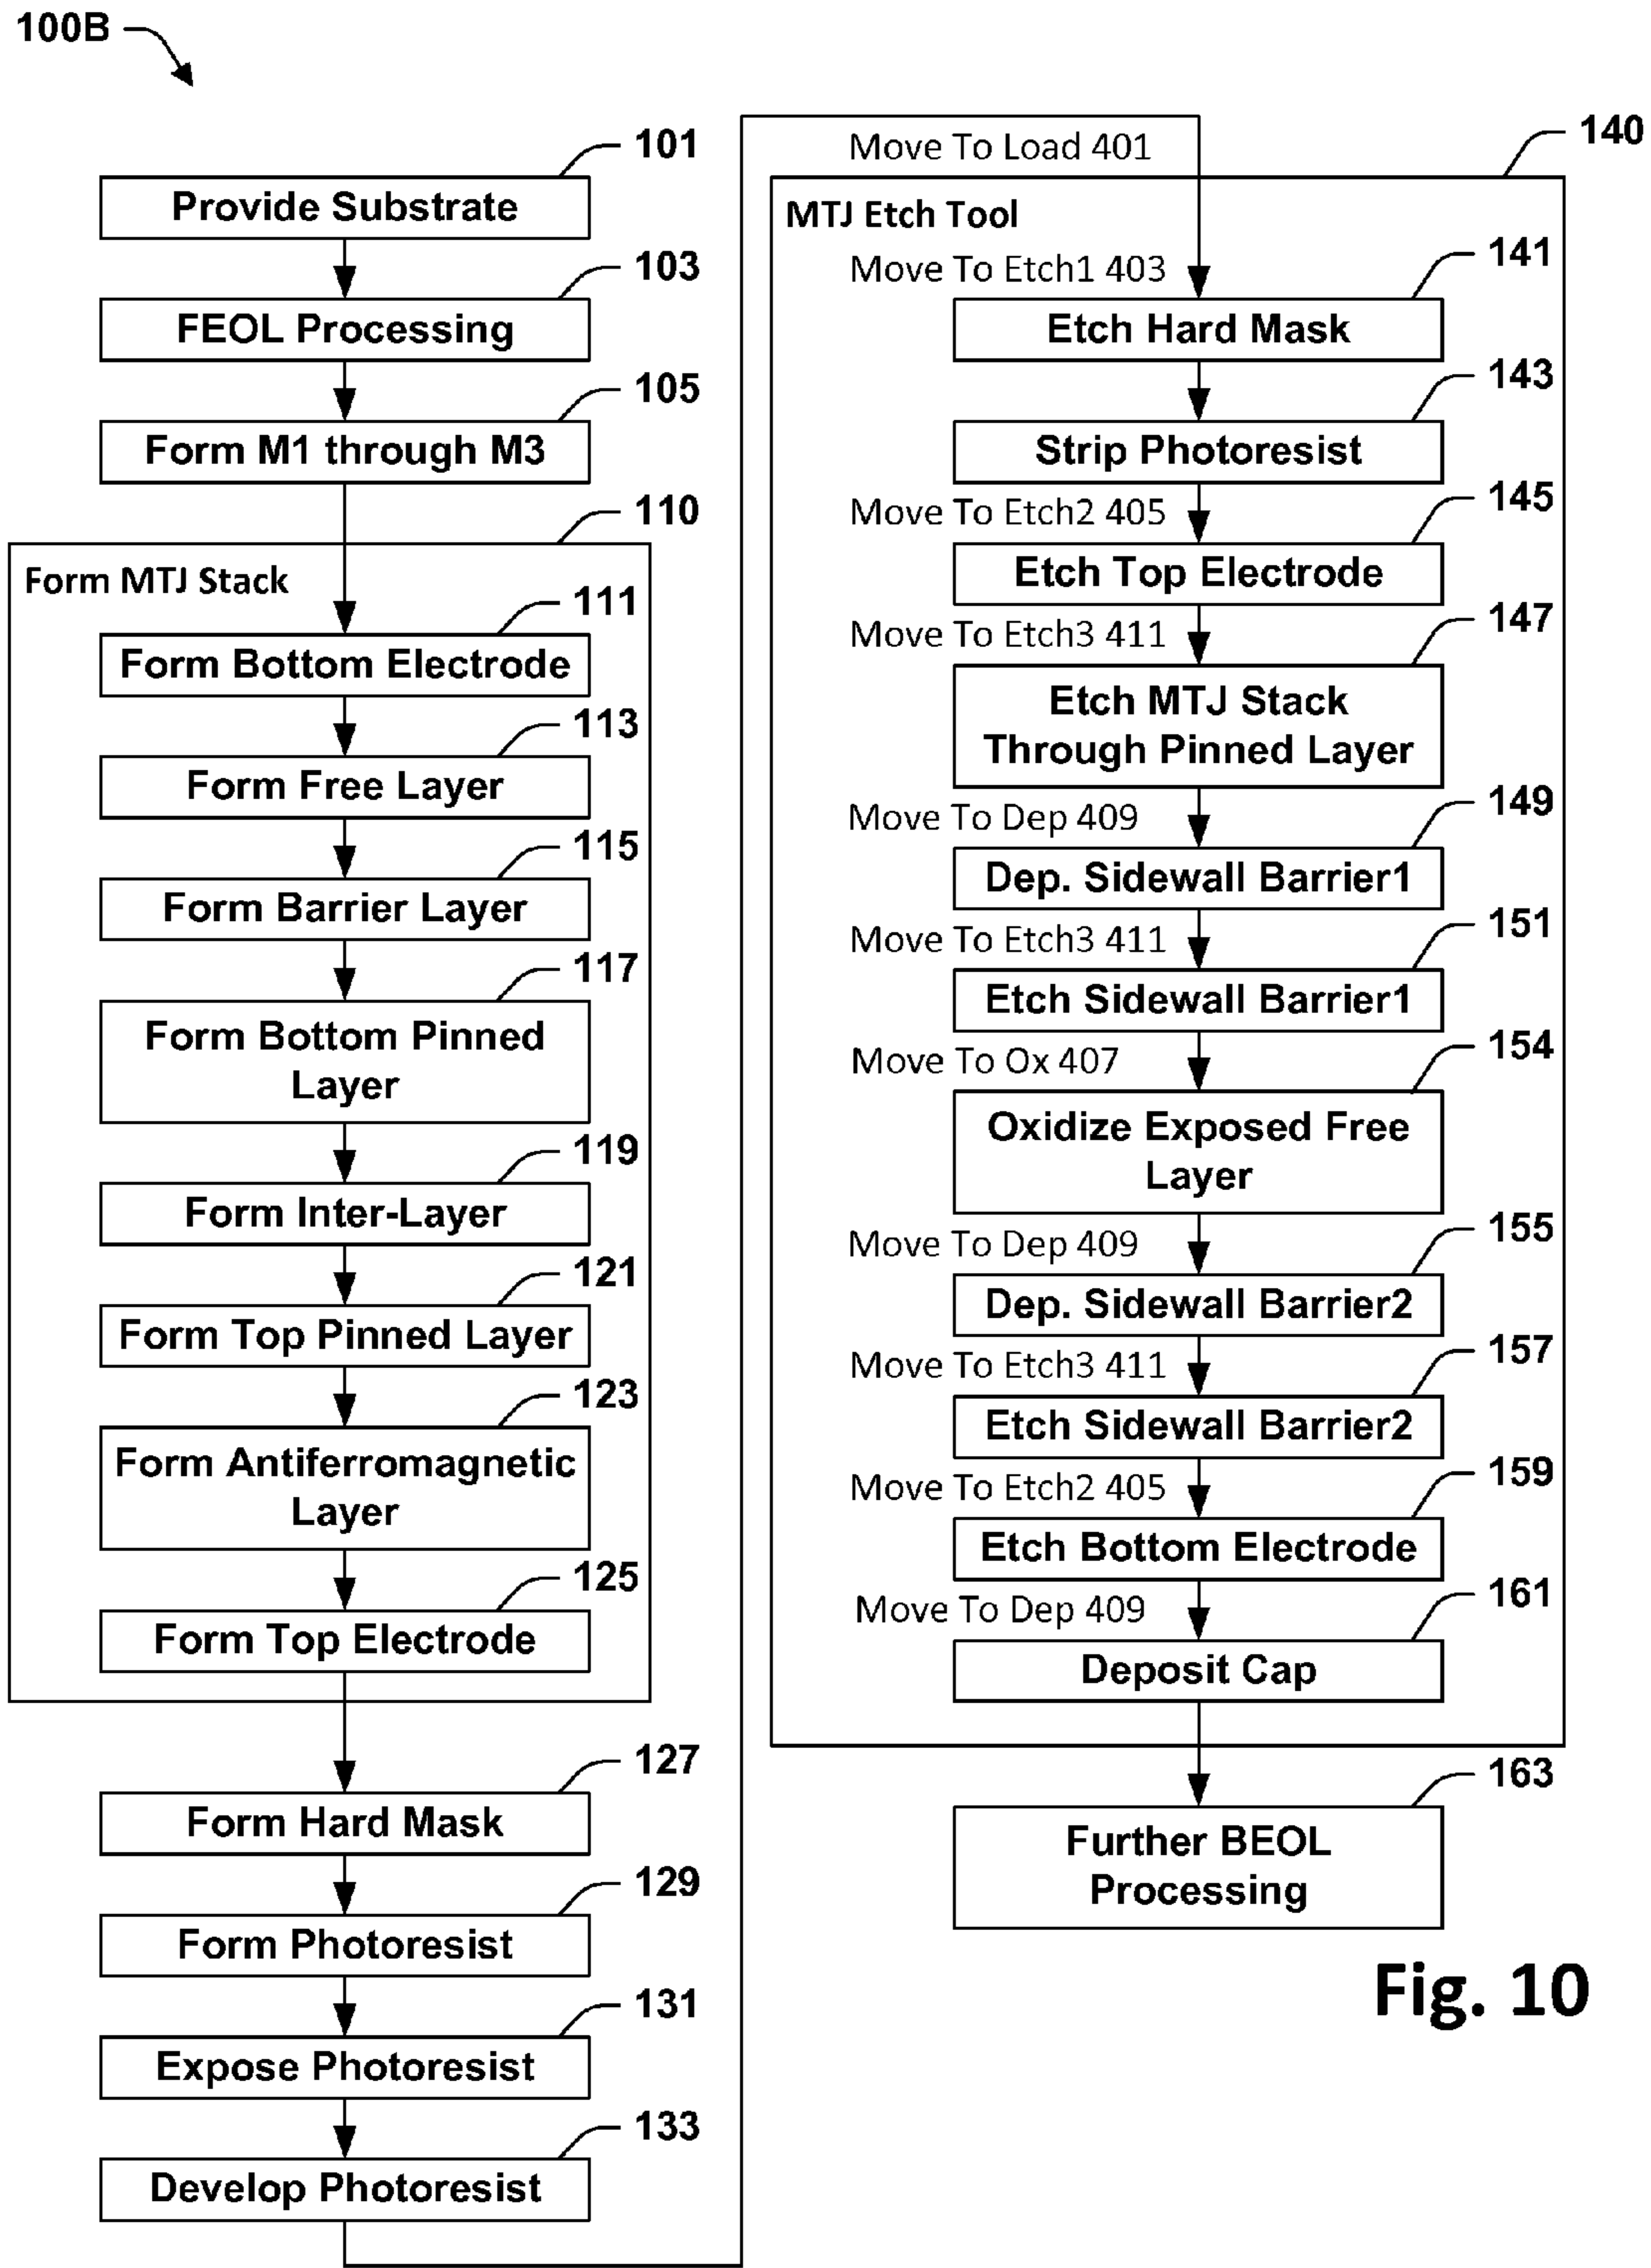 100B
101
Provide Substrate
103
FEOL Processing
105
Form M1 through M3
110
Form MTJ Stack
111
Form Bottom Electrode
113
Form Free Layer
115
Form Barrier Layer
117
Form Bottom Pinned
Layer
119
Form Inter-Layer
121
Form Top Pinned Layer
123
Form Antiferromagnetic
Layer
125
Form Top Electrode
127
Form Hard Mask
129
Form Photoresist
131
Expose Photoresist
133
Develop Photoresist
Move To Load 401
140
MTJ Etch Tool
Move To Etch1 403
141
Etch Hard Mask
143
Strip Photoresist
Move To Etch2 405
145
Etch Top Electrode
Move To Etch3 411
147
Etch MTJ Stack
Through Pinned Layer
Move To Dep 409
149
Dep. Sidewall Barrier1
Move To Etch3 411
151
Etch Sidewall Barrier1
Move To Ox 407
154
Oxidize Exposed Free
Layer
Move To Dep 409
155
Dep. Sidewall Barrier2
Move To Etch3 411
157
Etch Sidewall Barrier2
Move To Etch2 405
159
Etch Bottom Electrode
Move To Dep 409
161
Deposit Cap
163
Further BEOL
Processing
Fig. 10